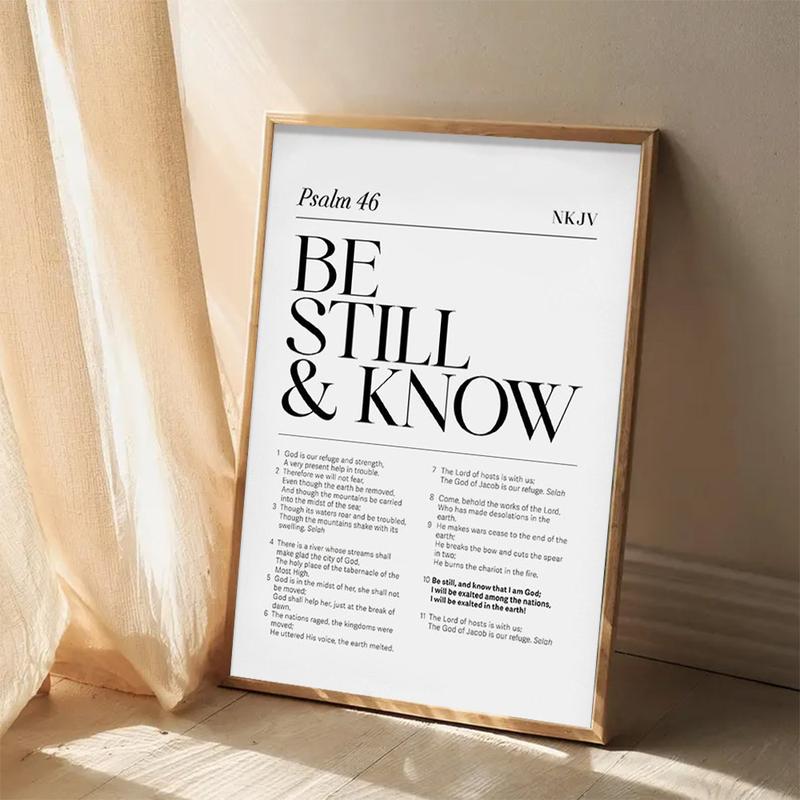 Psalm 46
NKJV
BE
STILL
& KNOW
1 God is our refuge and strength,
A very present help in trouble.
2 Therefore we will not fear,
Even though the earth be removed,
And though the mountains be carried
into the midst of the sea;
3 Though its waters roar and be troubled,
Though the mountains shake with its
swelling. Selah
4 There is a river whose streams shall
make glad the city of God,
The holy place of the tabernacle of the
Most High.
5 God is in the midst of her, she shall not
be moved;
God shall help her, just at the break of
dawn.
6 The nations raged, the kingdoms were
moved;
He uttered His voice, the earth melted.
7 The Lord of hosts is with us;
The God of Jacob is our refuge. Selah
8 Come, behold the works of the Lord,
Who has made desolations in the
earth.
9 He makes wars cease to the end of the
earth;
He breaks the bow and cuts the spear
in two;
He burns the chariot in the fire.
10 Be still, and know that I am God;
I will be exalted among the nations,
I will be exalted in the earth!
11 The Lord of hosts is with us;
The God of Jacob is our refuge. Selah